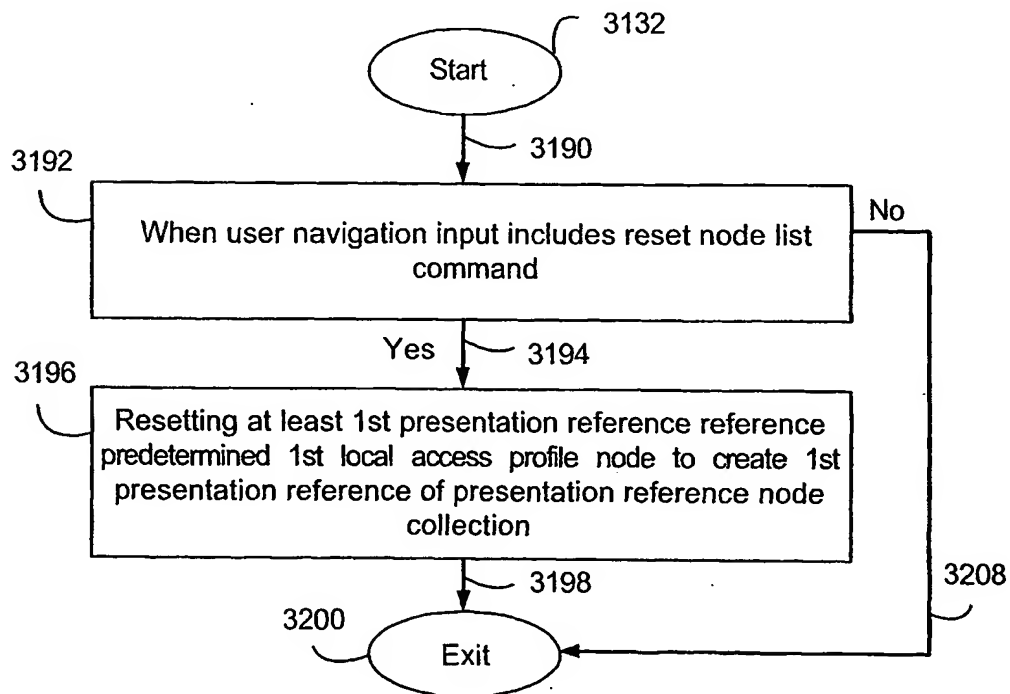 3132
Start
3190
3192
No
When user navigation input includes reset node list
command
Yes
3194
3196
Resetting at least 1st presentation reference reference
predetermined 1st local access profile node to create 1st
presentation reference of presentation reference node
collection
3198
3208
3200
Exit